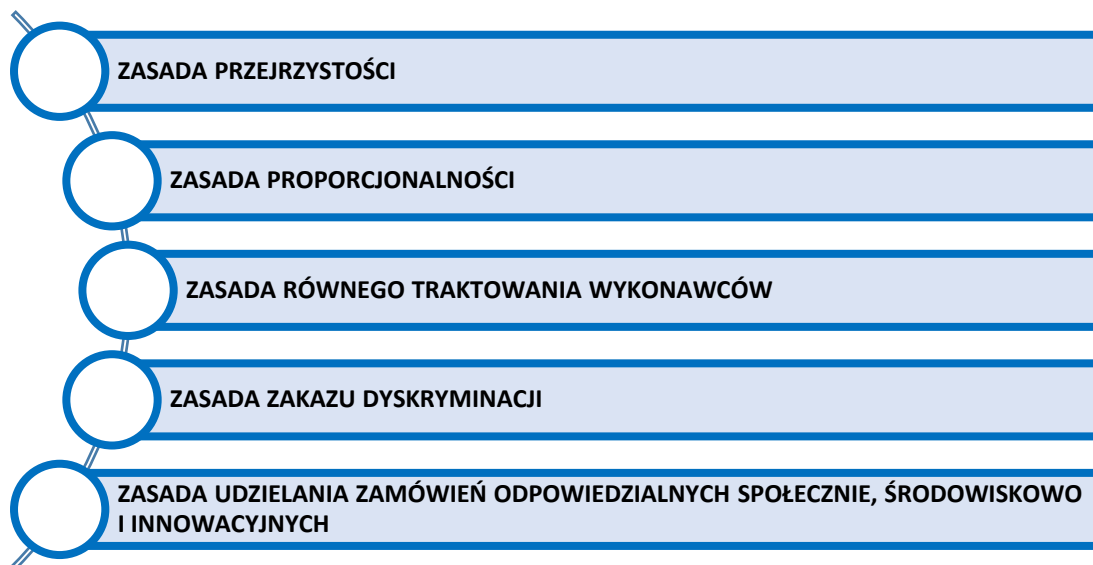 ZASADA PRZEJRZYSTOŚCI
ZASADA PROPORCJONALNOŚCI
ZASADA RÓWNEGO TRAKTOWANIA WYKONAWCÓW
ZASADA ZAKAZU DYSKRYMINACJI
ZASADA UDZIELANIA ZAMÓWIEŃ ODPOWIEDZIALNYCH SPOŁECZNIE, ŚRODOWISKOWO
I INNOWACYJNYCH